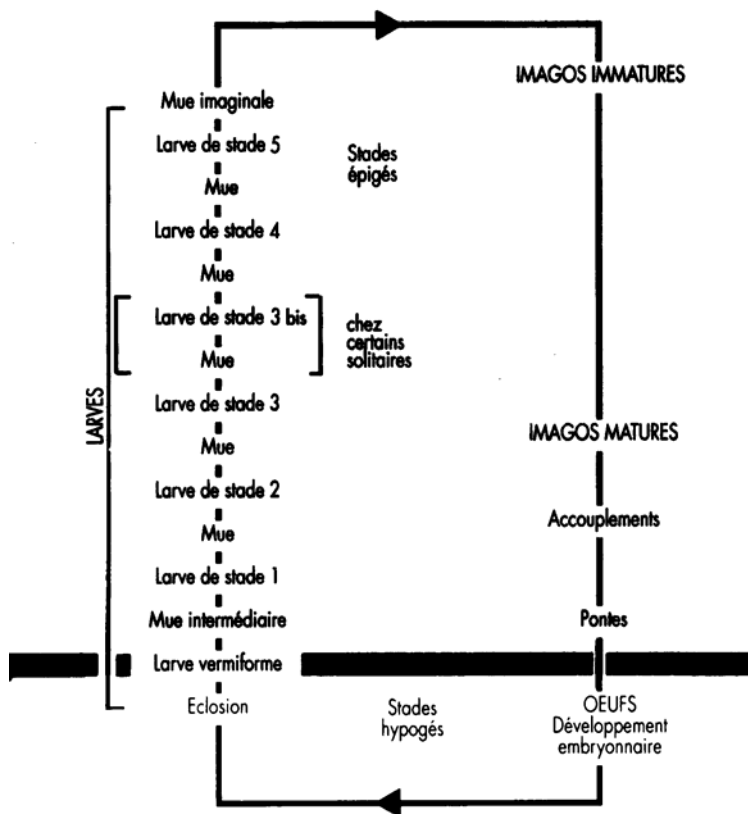 IMAGOS IMMATURES
Mue imaginale
Larve de stade 5
Stades
épigés
Mue
Larve de stade 4
Mue
Larve de stade 3 bis
chez
certains
solitaires
Mue
LARVES
Larve de stade 3
IMAGOS MATURES
Mue
Larve de stade 2
Accouplements
Mue
Larve de stade 1
Mue intermédiaire
Pontes
Larve vermiforme
Eclosion
Stades
hypogés
OEUFS
Développement
embryonnaire